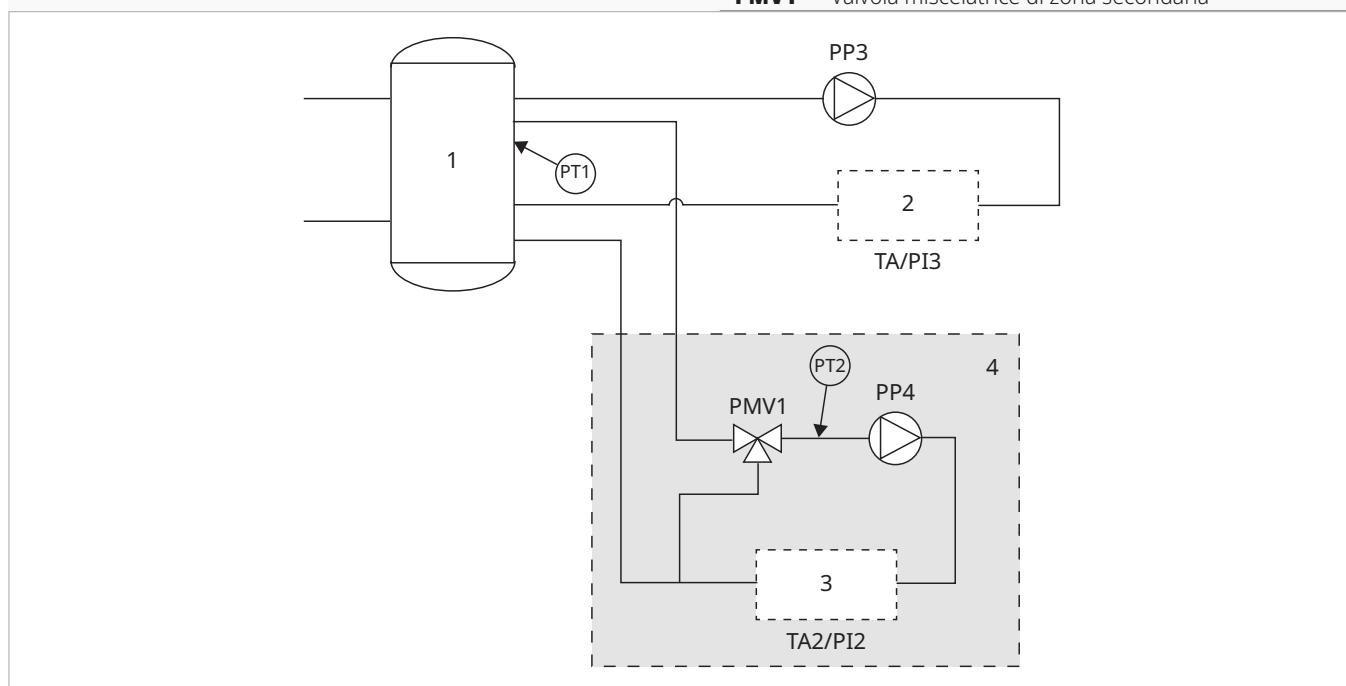 PMV1 Valvola miscelatrice di zona secondaria
PP3
1
PT1
2
TA/PI3
4
PT2
PP4
PMV1
3
TA2/PI2